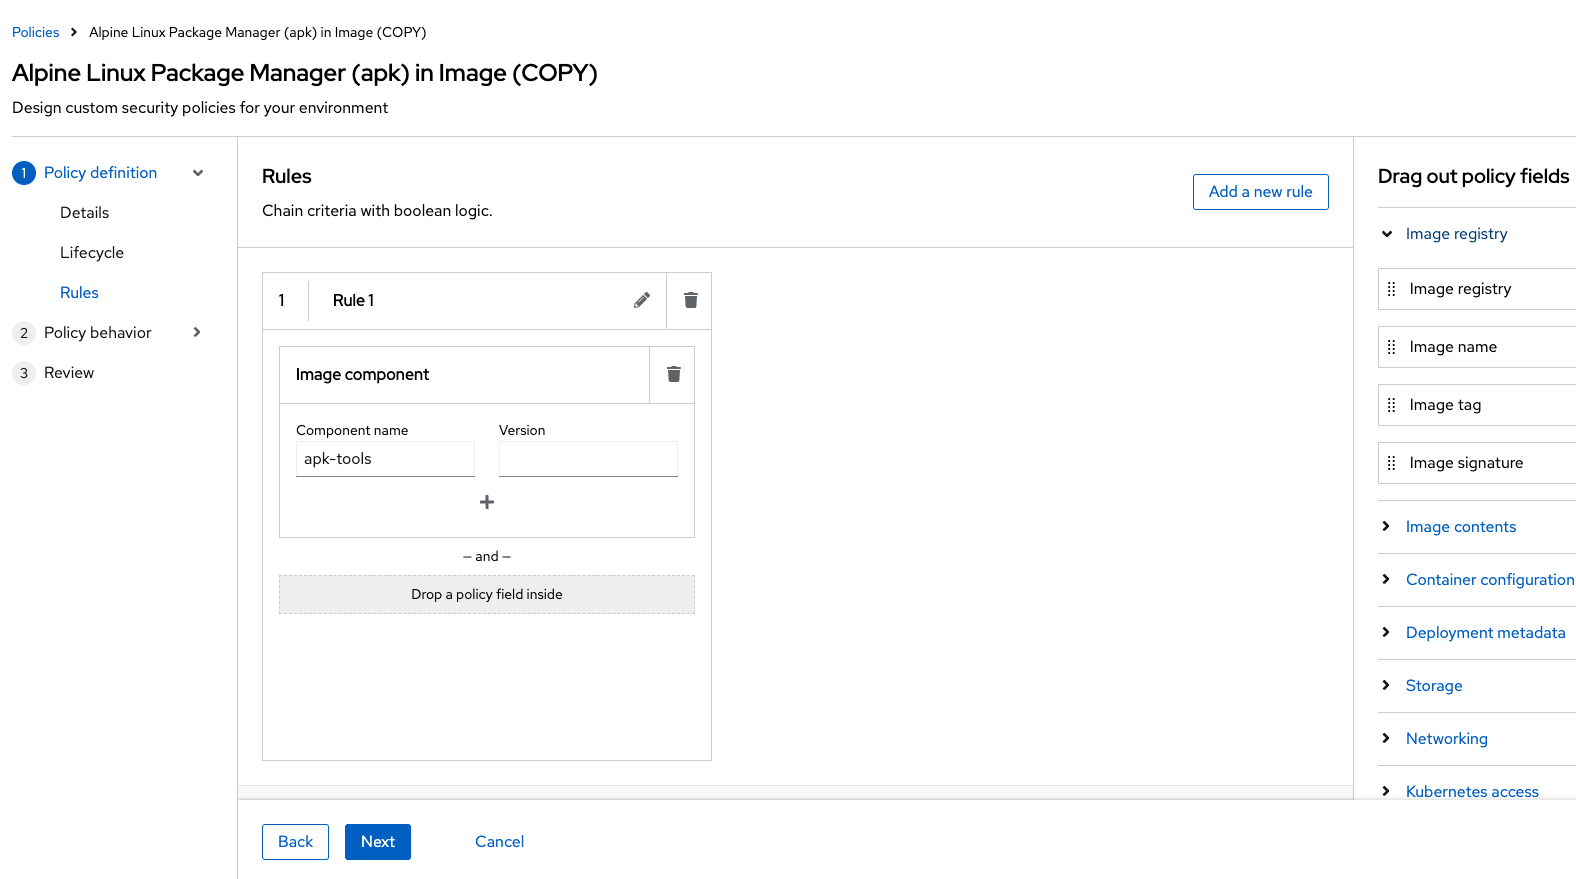 Policies > Alpine Linux Package Manager (apk) in Image (COPY)
Alpine Linux Package Manager (apk) in Image (COPY)
Design custom security policies for your environment
1 Policy definition
Details
Lifecycle
Rules
2 Policy behavior
3 Review
Rules
Chain criteria with boolean logic.
Add a new rule
1 Rule 1
Image component
Component name Version
apk-tools
— and —
Drop a policy field inside
Drag out policy fields
Image registry
Image registry
Image name
Image tag
Image signature
Image contents
Container configuration
Deployment metadata
Storage
Networking
Kubernetes access
Back Next Cancel